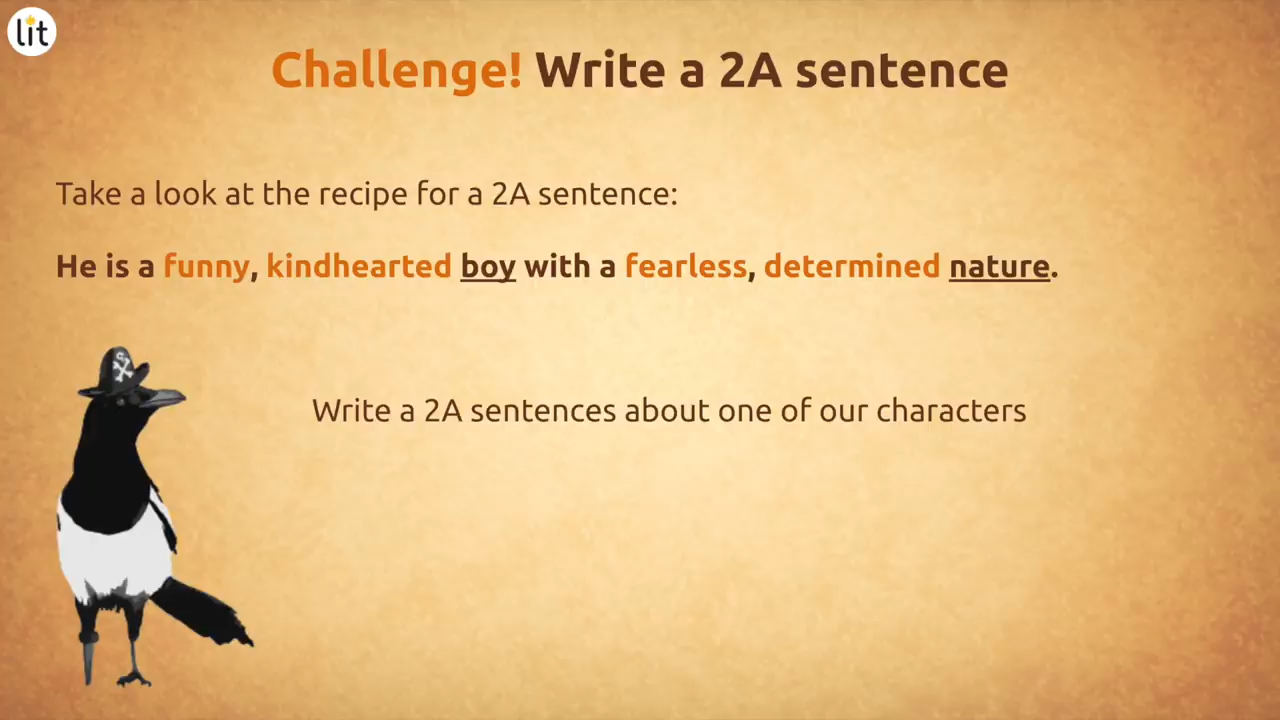 lit
Challenge! Write a 2A sentence
Take a look at the recipe for a 2A sentence:
He is a funny, kindhearted boy with a fearless, determined nature.
Write a 2A sentences about one of our characters